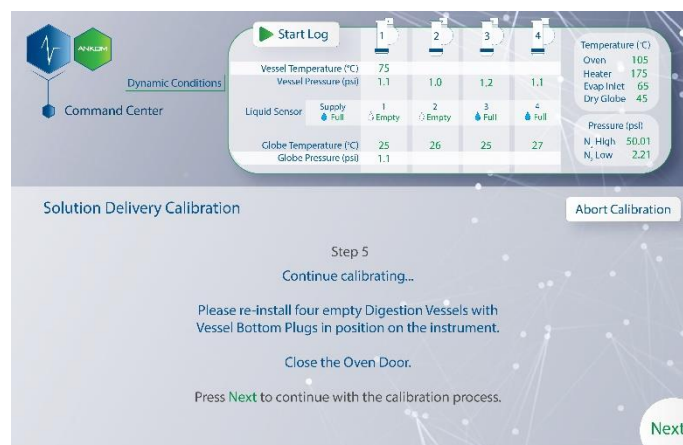 ANKOM
Dynamic Conditions
Command Center
Start Log
1 2 3 4
Vessel Temperature (°C) 75
Vessel Pressure (psi) 1.1 1.0 1.2 1.1
Liquid Sensor Supply Full 1 Empty 2 Empty 3 Full 4 Full
Globe Temperature (°C) 25 26 25 27
Globe Pressure (psi) 1.1
Temperature (°C)
Oven 105
Heater 175
Evap Inlet 65
Dry Globe 45
Pressure (psi)
N2 High 50.01
N2 Low 2.21
Solution Delivery Calibration
Abort Calibration
Step 5
Continue calibrating...
Please re-install four empty Digestion Vessels with
Vessel Bottom Plugs in position on the instrument.
Close the Oven Door.
Press Next to continue with the calibration process.
Next